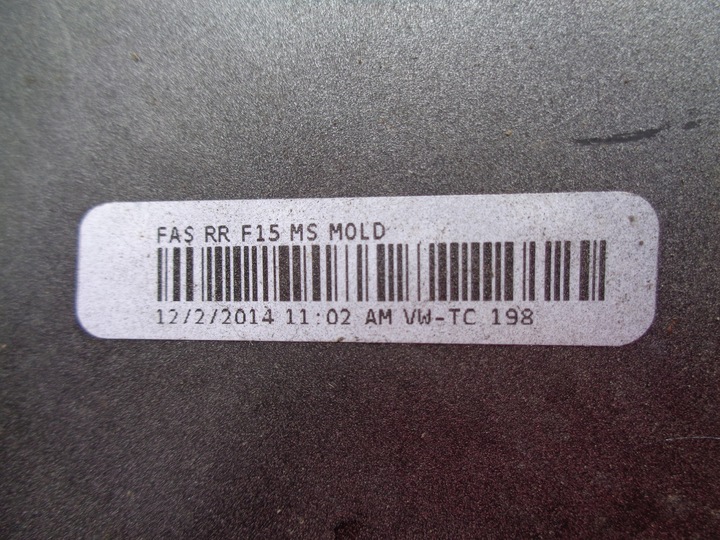 FAS RR F15 MS MOLD
12/2/2014 11:02 AM VW-TC 198